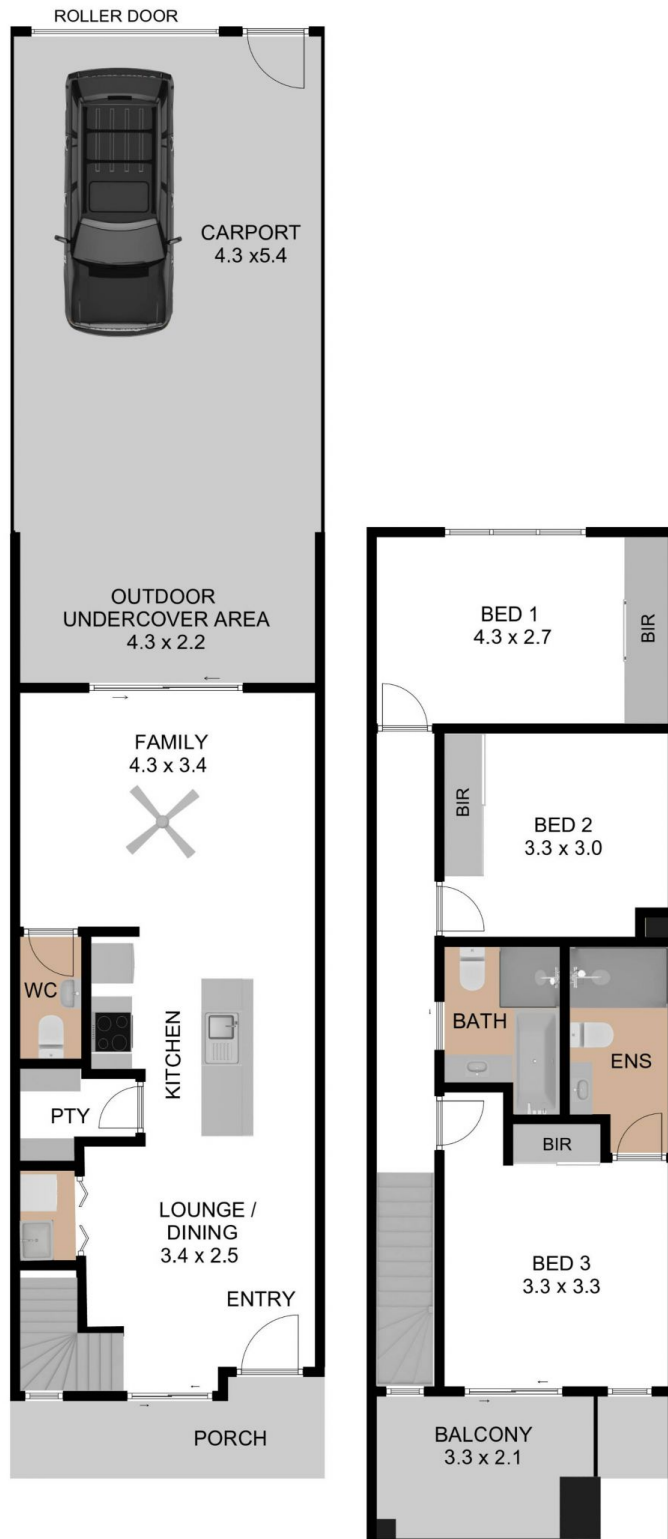 ROLLER DOOR
CARPORT
4.3 x5.4
OUTDOOR
UNDERCOVER AREA
4.3 x 2.2
FAMILY
4.3 x 3.4
WC
KITCHEN
PTY
LOUNGE /
DINING
3.4 x 2.5
ENTRY
PORCH
BED 1
4.3 x 2.7
BIR
BIR
BED 2
3.3 x 3.0
BATH
ENS
BIR
BED 3
3.3 x 3.3
BALCONY
3.3 x 2.1